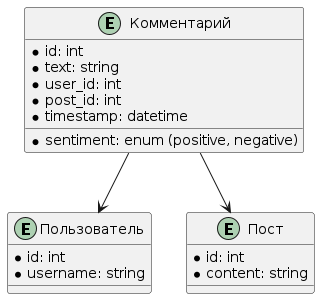 E Комментарий
id: int
text: string
user_id: int
post_id: int
timestamp: datetime
sentiment: enum (positive, negative)
E Пользователь
id: int
username: string
E Пост
id: int
content: string